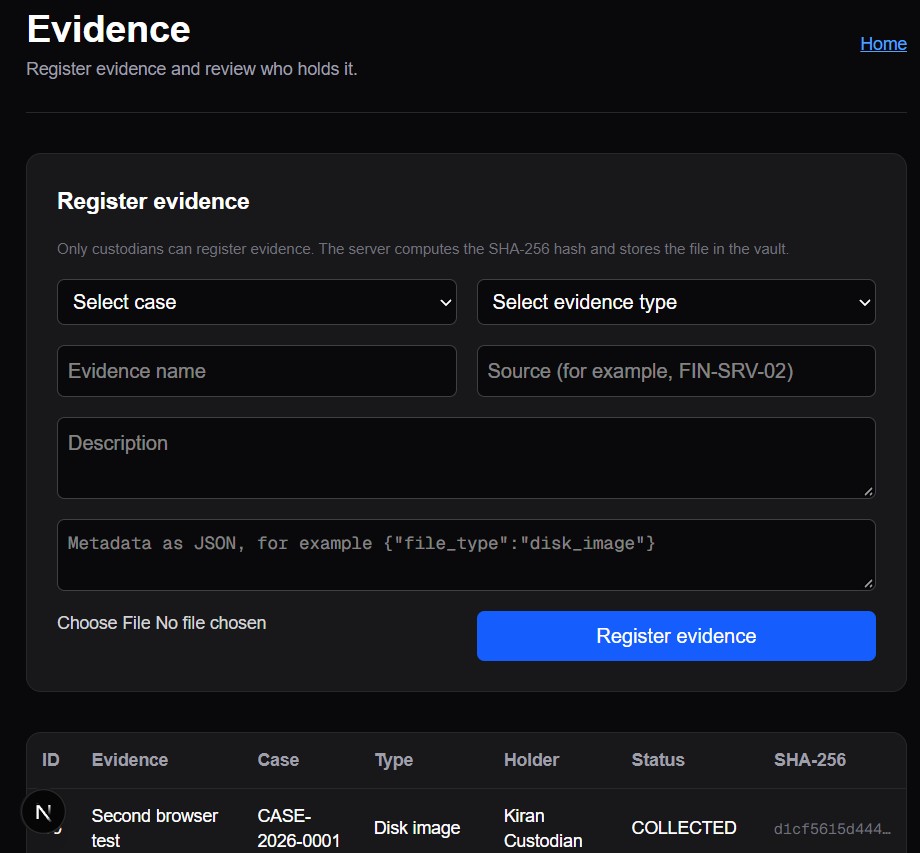 Evidence
Home
Register evidence and review who holds it.
Register evidence
Only custodians can register evidence. The server computes the SHA-256 hash and stores the file in the vault.
Select case
Select evidence type
Evidence name
Source (for example, FIN-SRV-02)
Description
Metadata as JSON, for example {"file_type":"disk_image"}
Choose File No file chosen
Register evidence
ID Evidence Case Type Holder Status SHA-256
N
Second browser test
CASE-2026-0001
Disk image
Kiran Custodian
COLLECTED
d1cf5615d444…